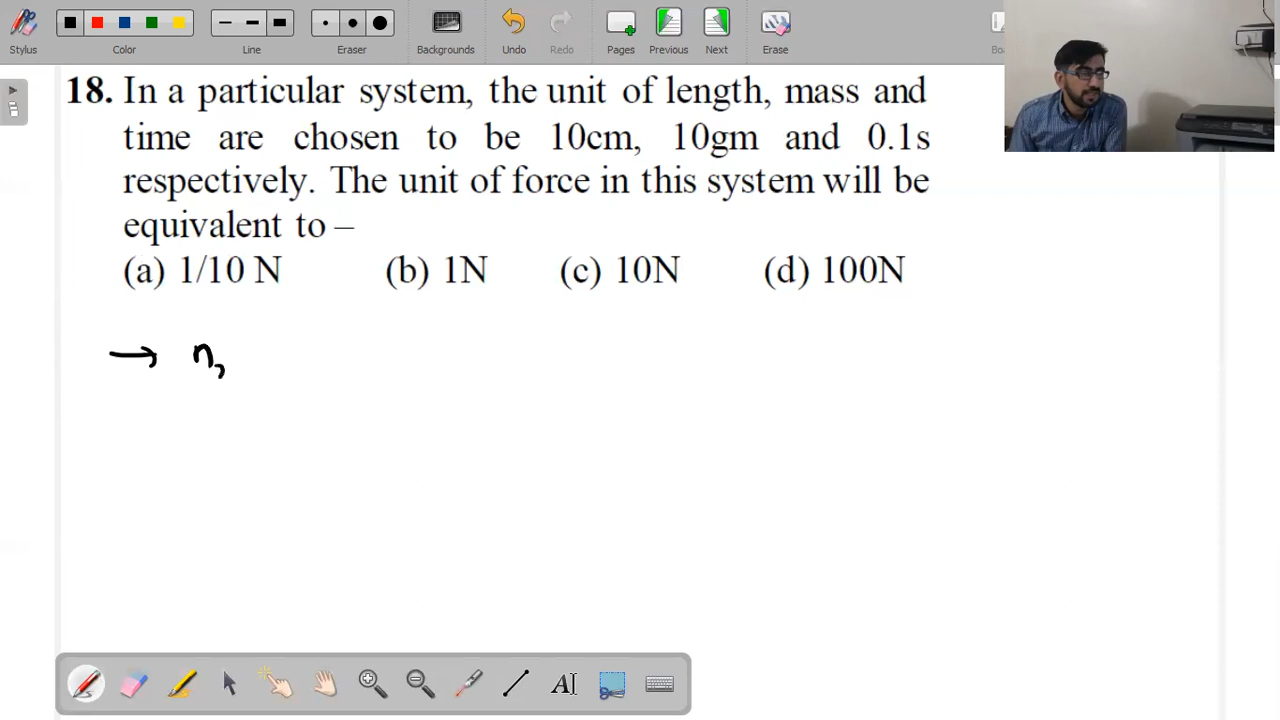 Stylus Color Line Eraser Backgrounds Undo Redo Pages Previous Next Erase
18. In a particular system, the unit of length, mass and
time are chosen to be 10cm, 10gm and 0.1s
respectively. The unit of force in this system will be
equivalent to –
(a) 1/10 N (b) 1N (c) 10N (d) 100N
→ n